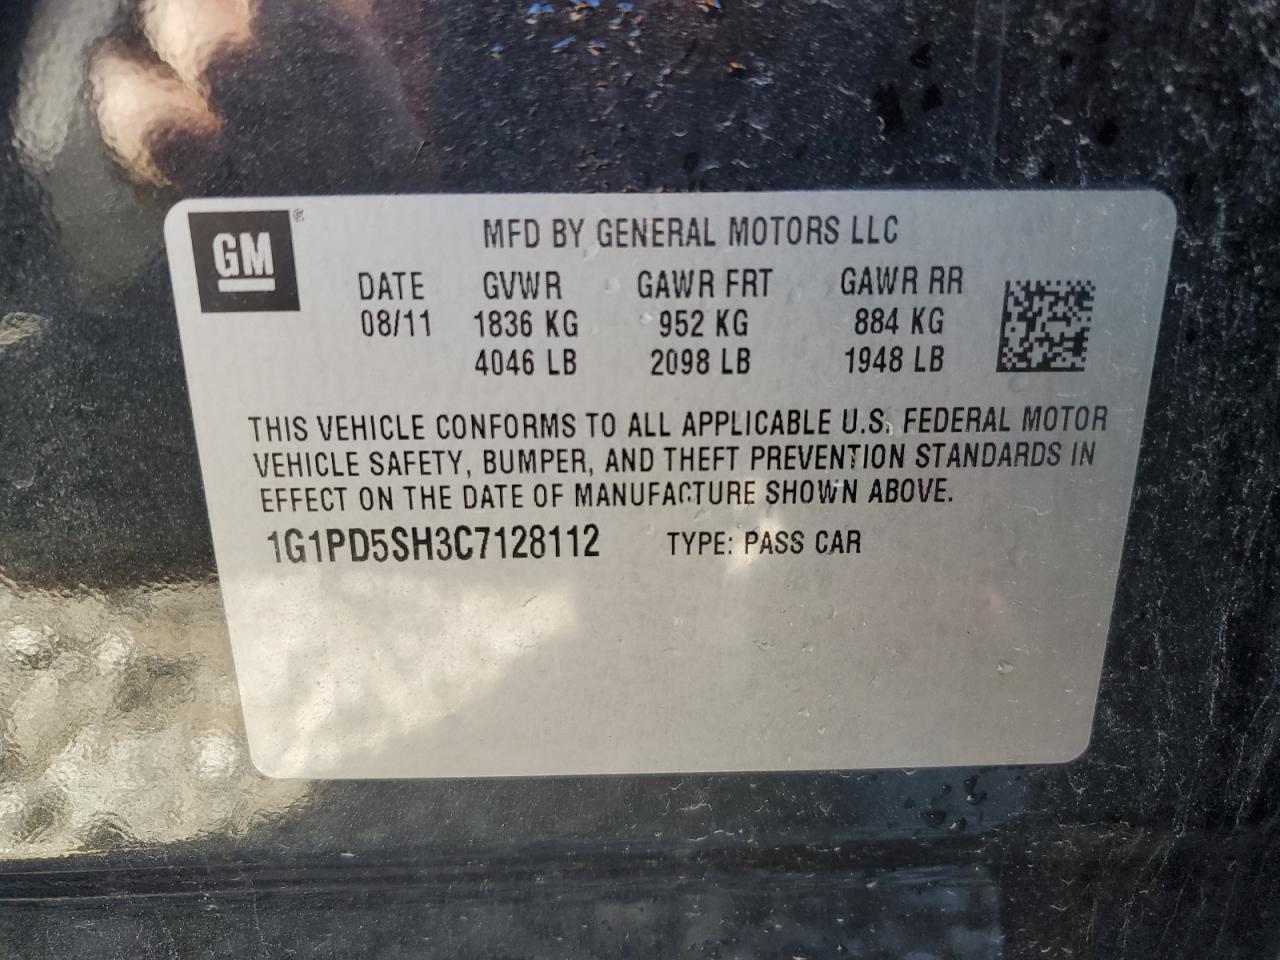 GM®
MFD BY GENERAL MOTORS LLC
DATE GVWR GAWR FRT GAWR RR
08/11 1836 KG 952 KG 884 KG
4046 LB 2098 LB 1948 LB
THIS VEHICLE CONFORMS TO ALL APPLICABLE U.S. FEDERAL MOTOR
VEHICLE SAFETY, BUMPER, AND THEFT PREVENTION STANDARDS IN
EFFECT ON THE DATE OF MANUFACTURE SHOWN ABOVE.
1G1PD5SH3C7128112 TYPE: PASS CAR